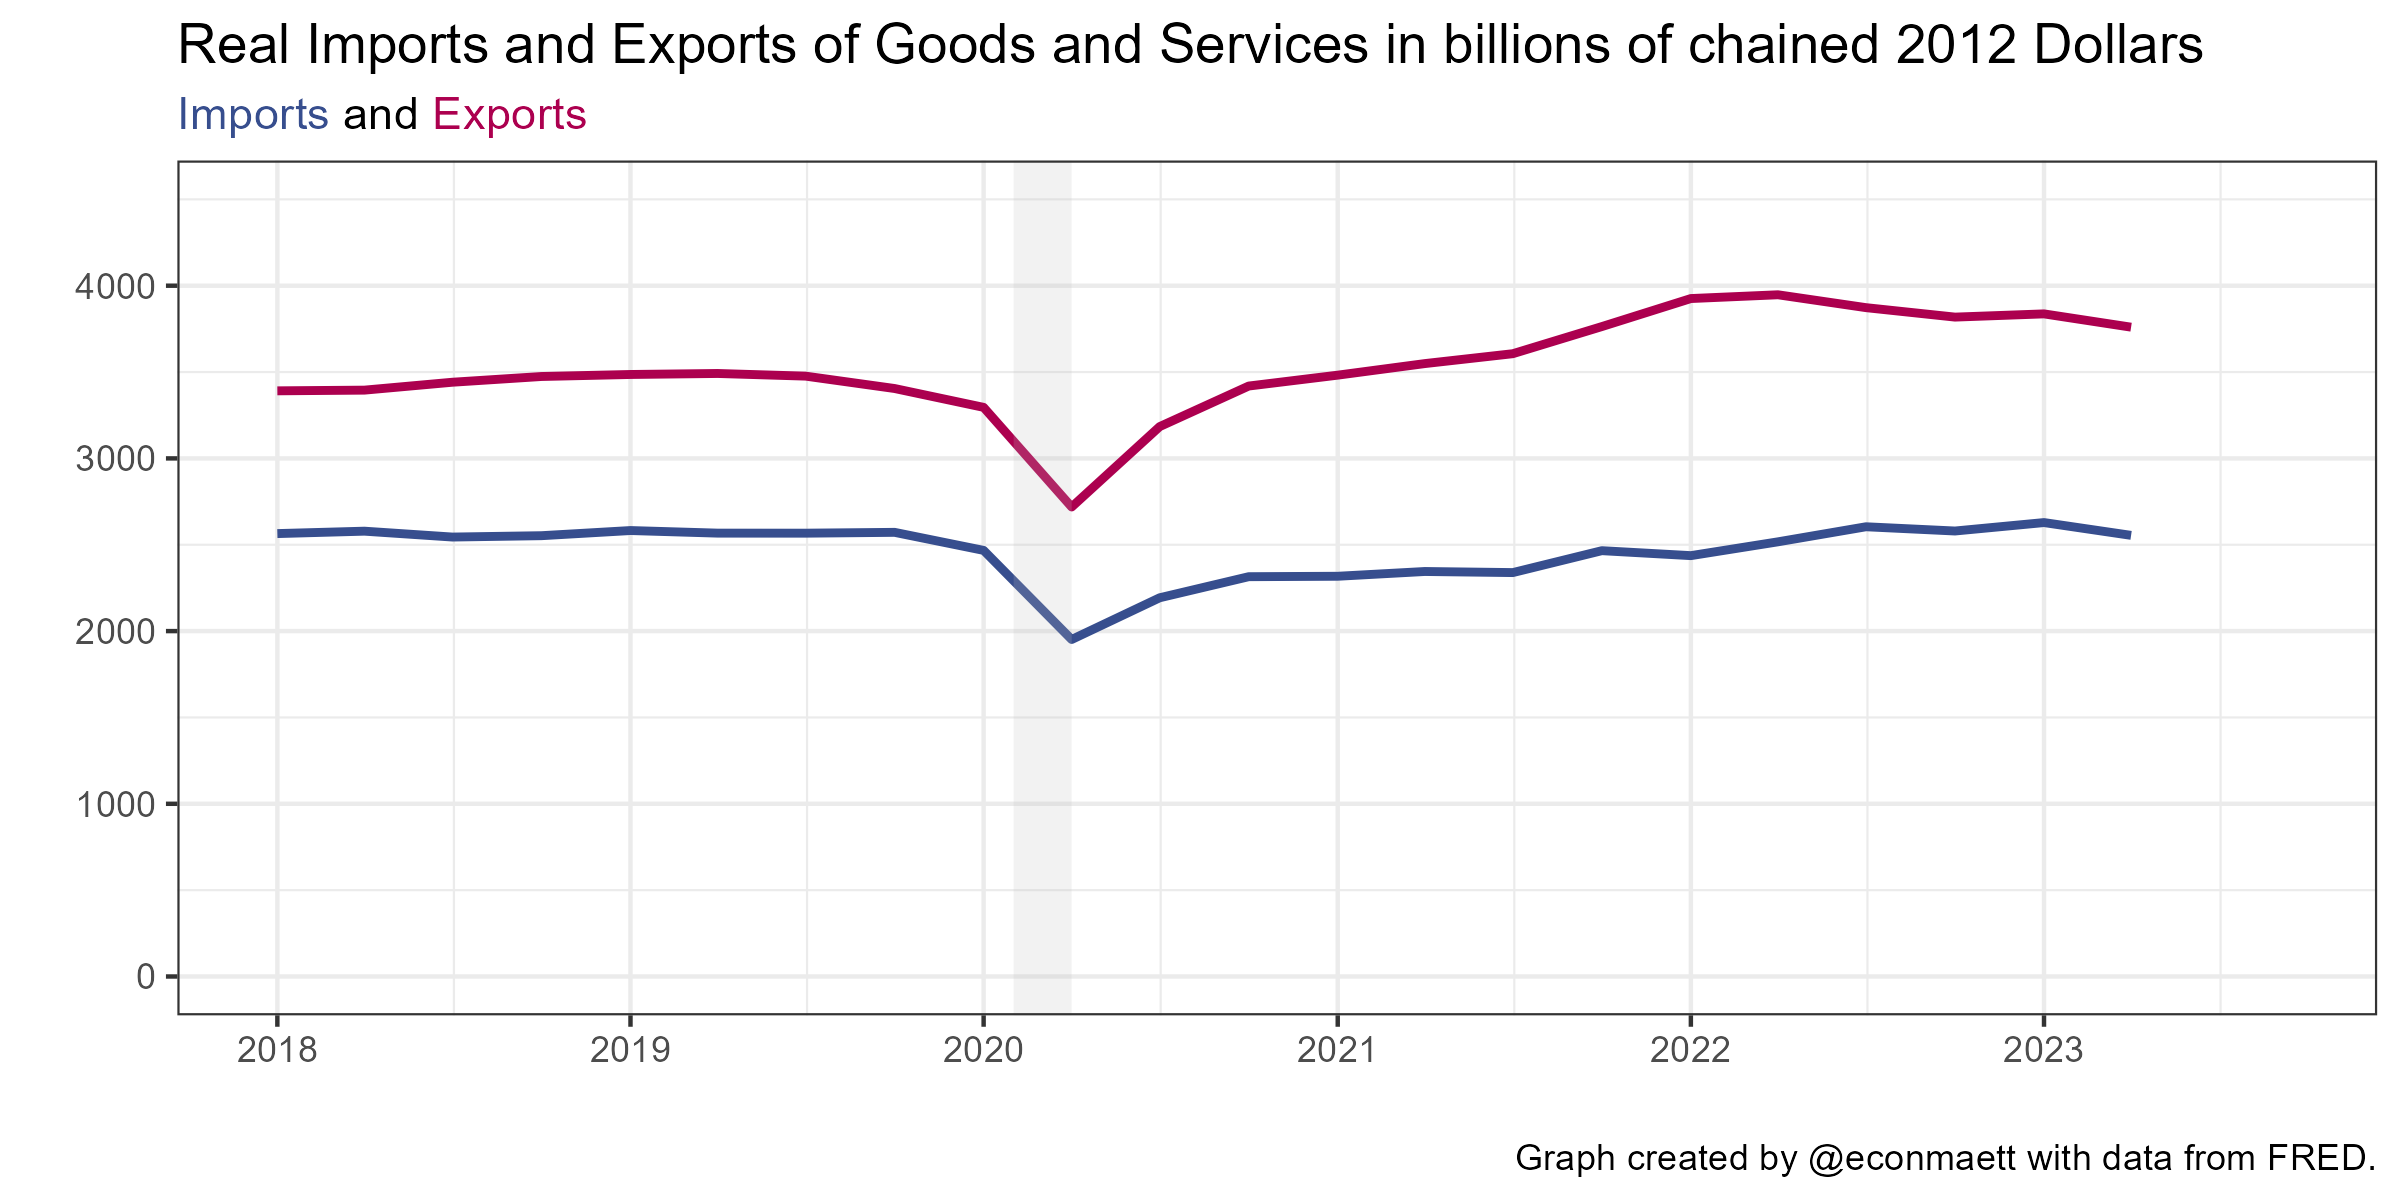 Real Imports and Exports of Goods and Services in billions of chained 2012 Dollars
Imports and Exports
4000
3000
2000
1000
0
2018 2019 2020 2021 2022 2023
Graph created by @econmaett with data from FRED.